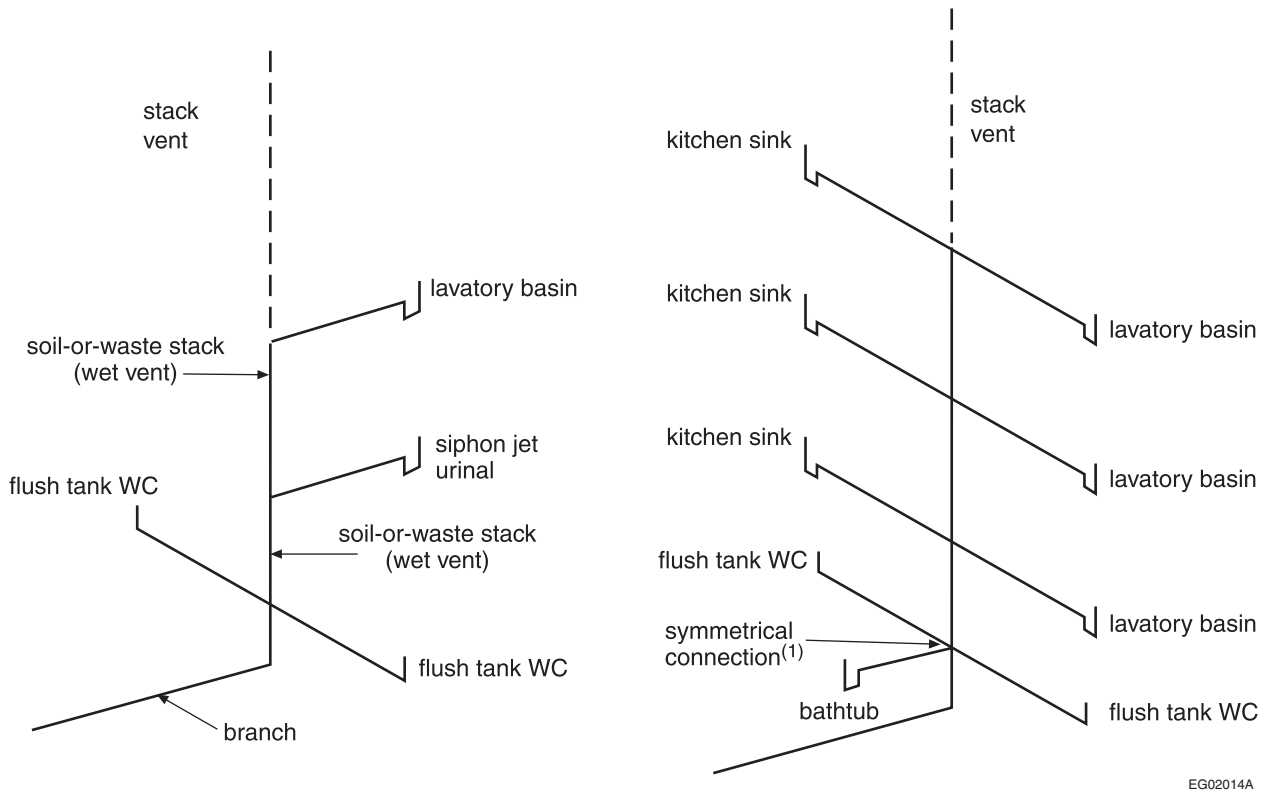 stack
vent
lavatory basin
soil-or-waste stack
(wet vent)
siphon jet
urinal
flush tank WC
soil-or-waste stack
(wet vent)
flush tank WC
branch
stack
vent
kitchen sink
kitchen sink
lavatory basin
kitchen sink
lavatory basin
flush tank WC
lavatory basin
symmetrical
connection(1)
bathtub
flush tank WC
EG02014A